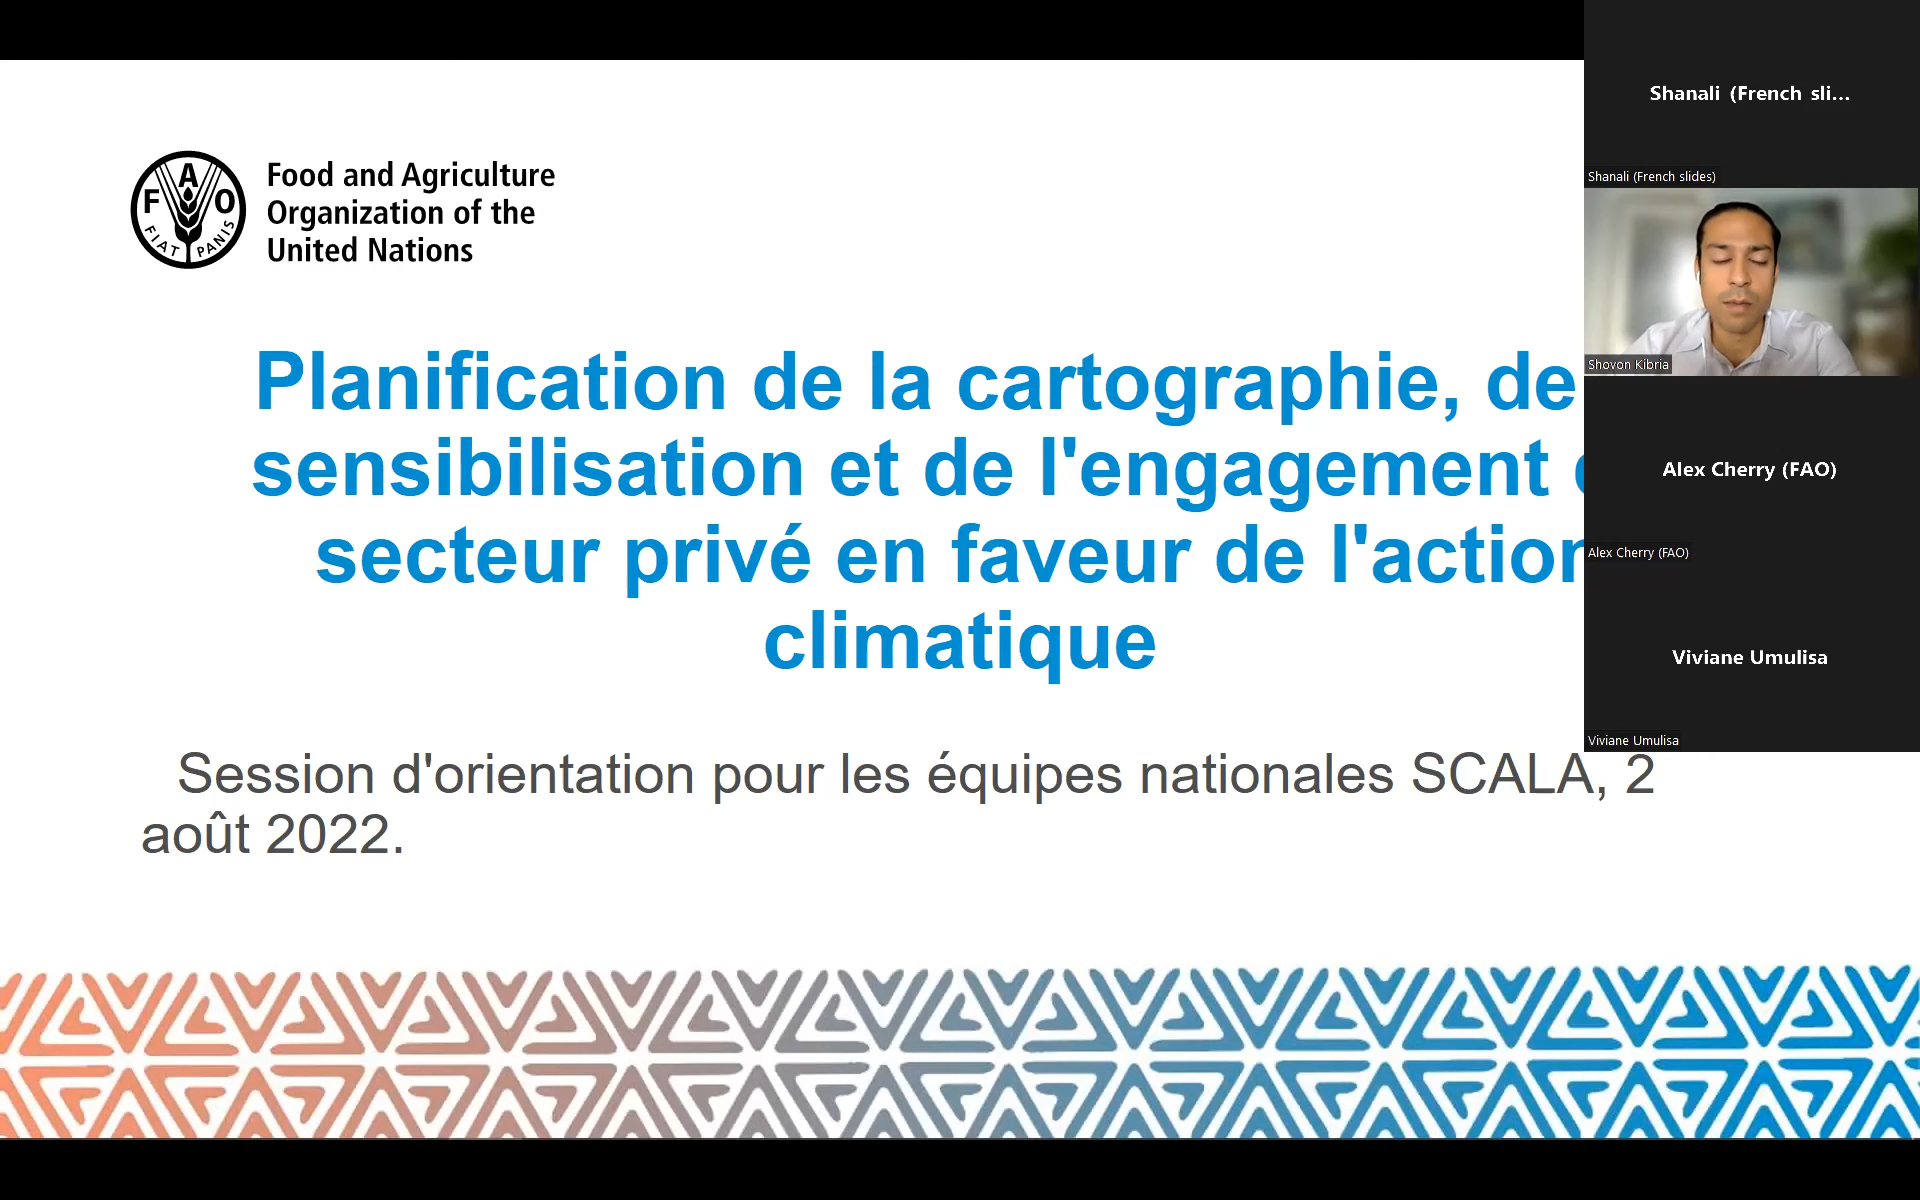 Food and Agriculture
Organization of the
United Nations
F A O
FIAT PANIS
Planification de la cartographie, de
sensibilisation et de l'engagement
secteur privé en faveur de l'action
climatique
Session d'orientation pour les équipes nationales SCALA, 2
août 2022.
Shanali (French sli...
Shanali (French slides)
Shovon Kibria
Alex Cherry (FAO)
Alex Cherry (FAO)
Viviane Umulisa
Viviane Umulisa